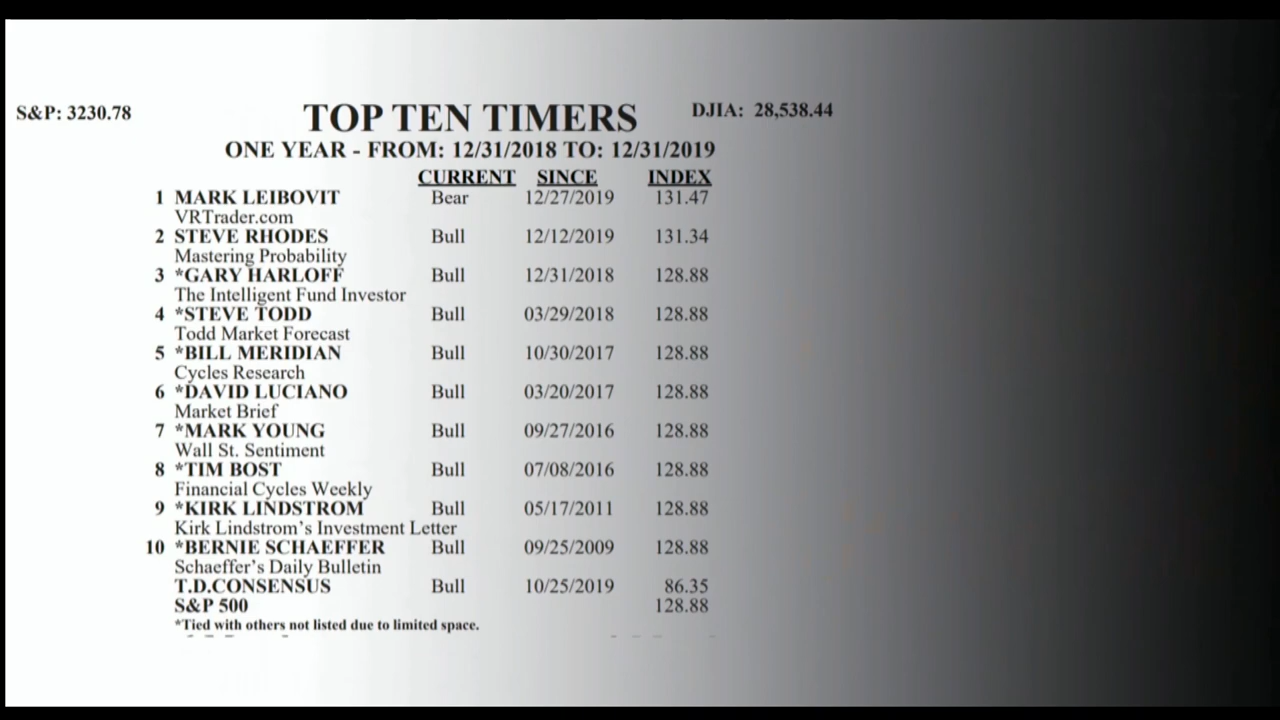 S&P: 3230.78
TOP TEN TIMERS
DJIA: 28,538.44
ONE YEAR - FROM: 12/31/2018 TO: 12/31/2019
CURRENT SINCE INDEX
1 MARK LEIBOVIT Bear 12/27/2019 131.47
VRTrader.com
2 STEVE RHODES Bull 12/12/2019 131.34
Mastering Probability
3 *GARY HARLOFF Bull 12/31/2018 128.88
The Intelligent Fund Investor
4 *STEVE TODD Bull 03/29/2018 128.88
Todd Market Forecast
5 *BILL MERIDIAN Bull 10/30/2017 128.88
Cycles Research
6 *DAVID LUCIANO Bull 03/20/2017 128.88
Market Brief
7 *MARK YOUNG Bull 09/27/2016 128.88
Wall St. Sentiment
8 *TIM BOST Bull 07/08/2016 128.88
Financial Cycles Weekly
9 *KIRK LINDSTROM Bull 05/17/2011 128.88
Kirk Lindstrom's Investment Letter
10 *BERNIE SCHAEFFER Bull 09/25/2009 128.88
Schaeffer's Daily Bulletin
T.D.CONSENSUS Bull 10/25/2019 86.35
S&P 500 128.88
*Tied with others not listed due to limited space.